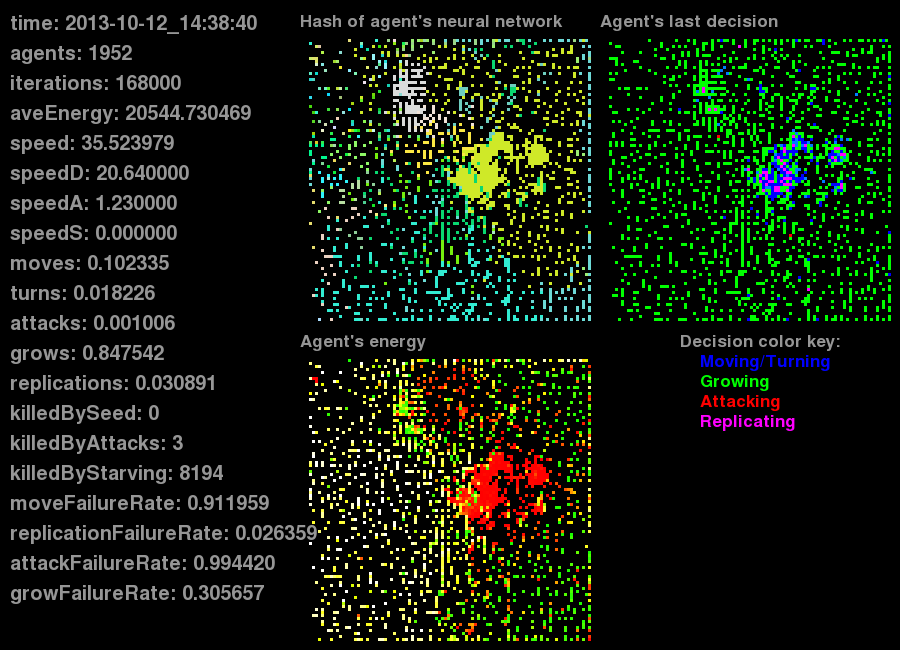 time: 2013-10-12_14:38:40
agents: 1952
iterations: 168000
aveEnergy: 20544.730469
speed: 35.523979
speedD: 20.640000
speedA: 1.230000
speedS: 0.000000
moves: 0.102335
turns: 0.018226
attacks: 0.001006
grows: 0.847542
replications: 0.030891
killedBySeed: 0
killedByAttacks: 3
killedByStarving: 8194
moveFailureRate: 0.911959
replicationFailureRate: 0.026359
attackFailureRate: 0.994420
growFailureRate: 0.305657
Hash of agent's neural network
Agent's last decision
Agent's energy
Decision color key:
Moving/Turning
Growing
Attacking
Replicating